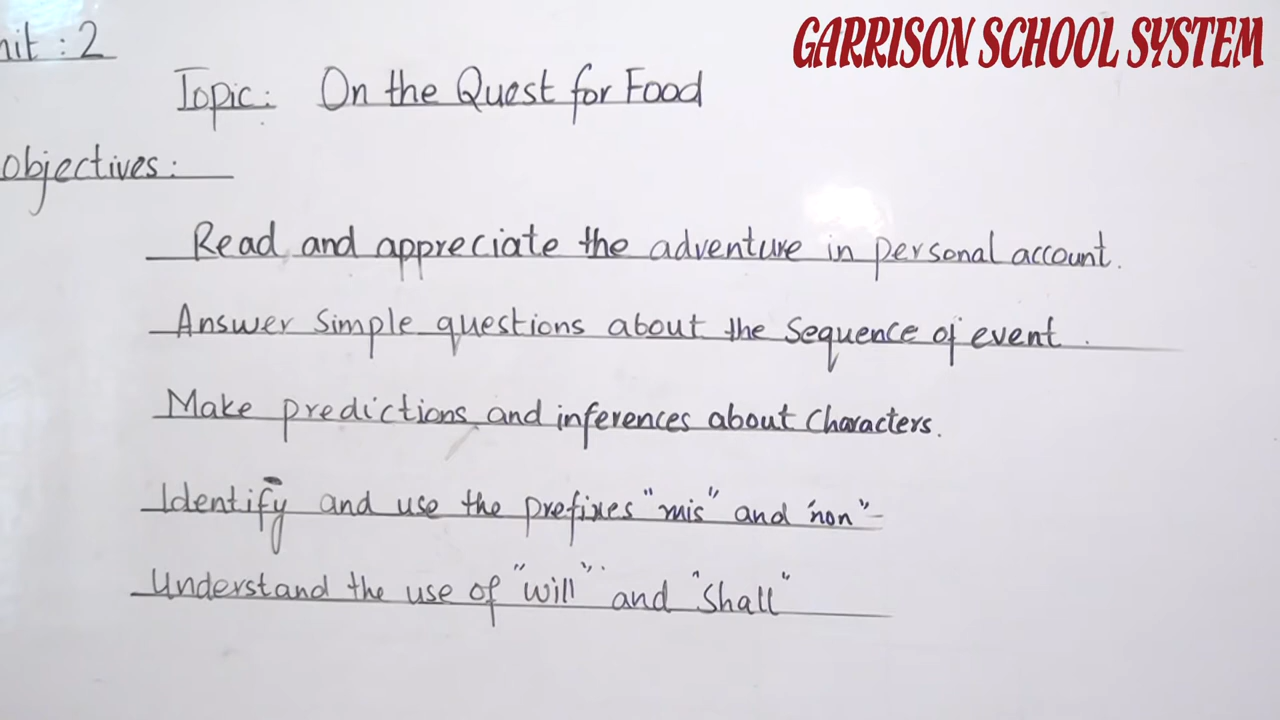 nit : 2
GARRISON SCHOOL SYSTEM
Topic: On the Quest for Food
objectives:
Read and appreciate the adventure in personal account.
Answer simple questions about the Sequence of event.
Make predictions and inferences about Characters.
Identify and use the prefixes "mis" and "non"
Understand the use of "will" and "Shall"